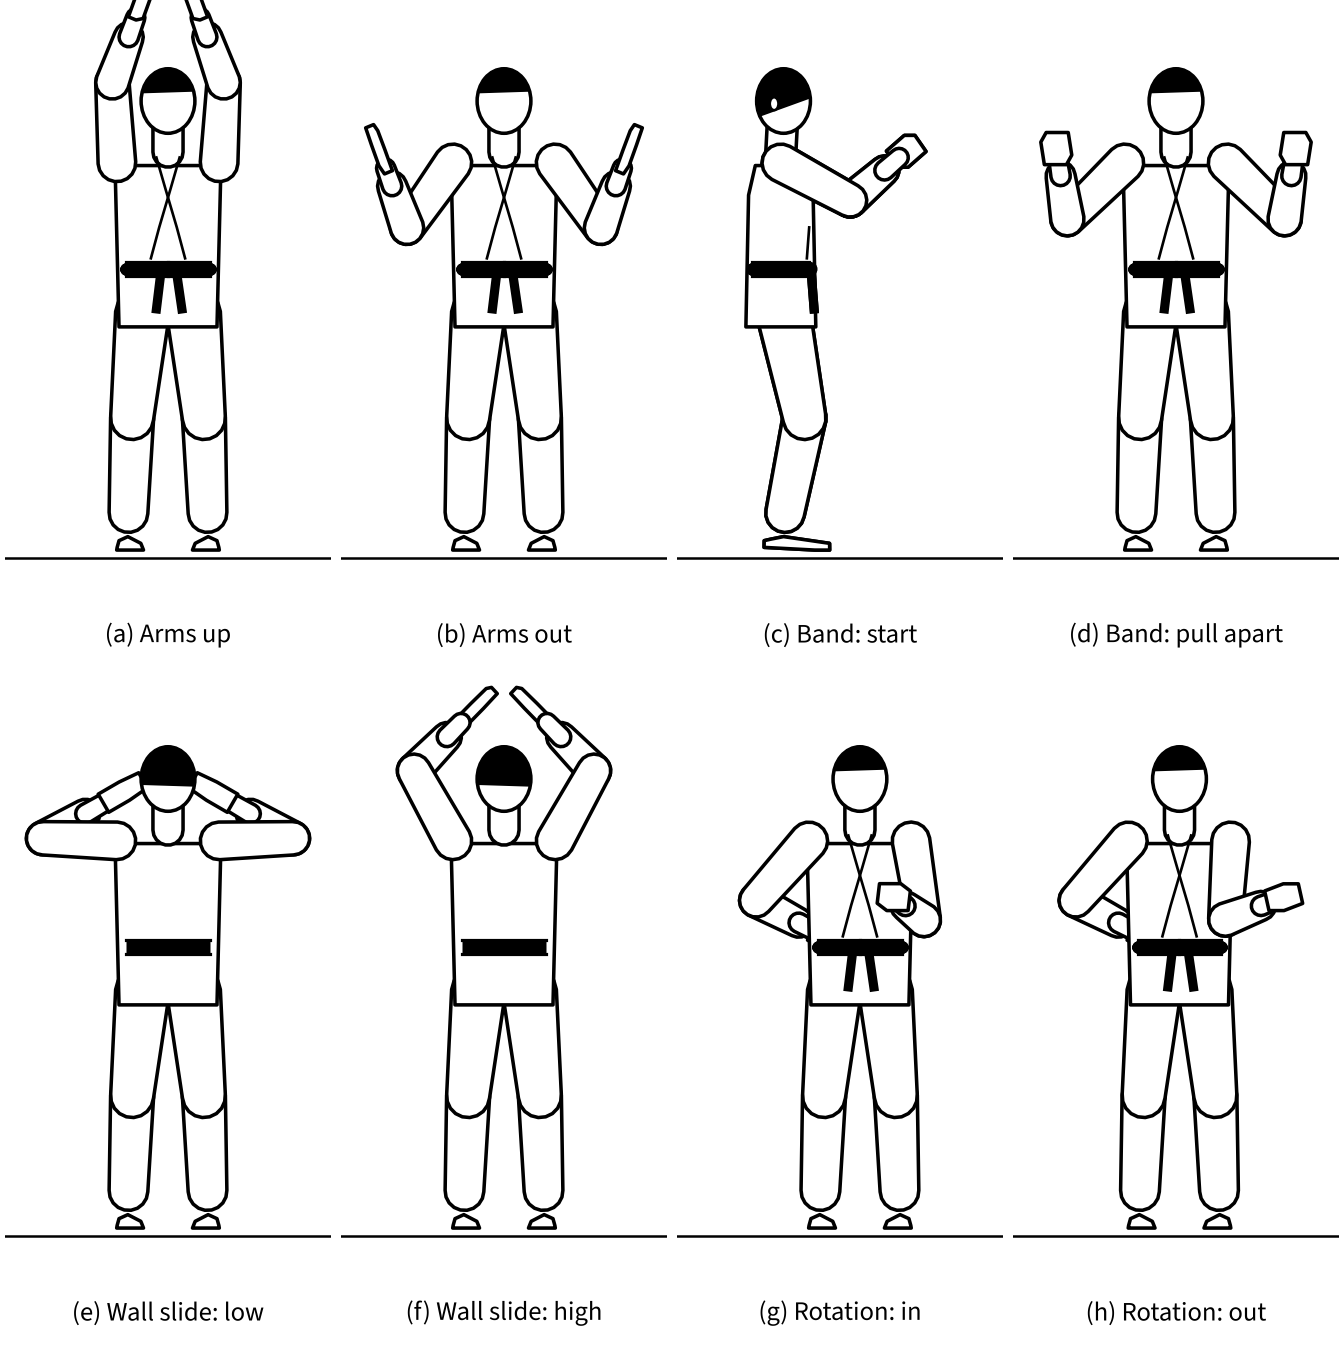 (a) Arms up
(b) Arms out
(c) Band: start
(d) Band: pull apart
(e) Wall slide: low
(f) Wall slide: high
(g) Rotation: in
(h) Rotation: out